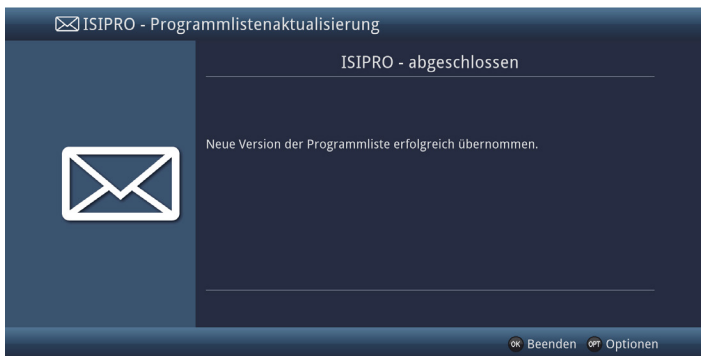 ISIPRO - Programmlistenaktualisierung
ISIPRO - abgeschlossen
Neue Version der Programmliste erfolgreich übernommen.
OK Beenden OPT Optionen